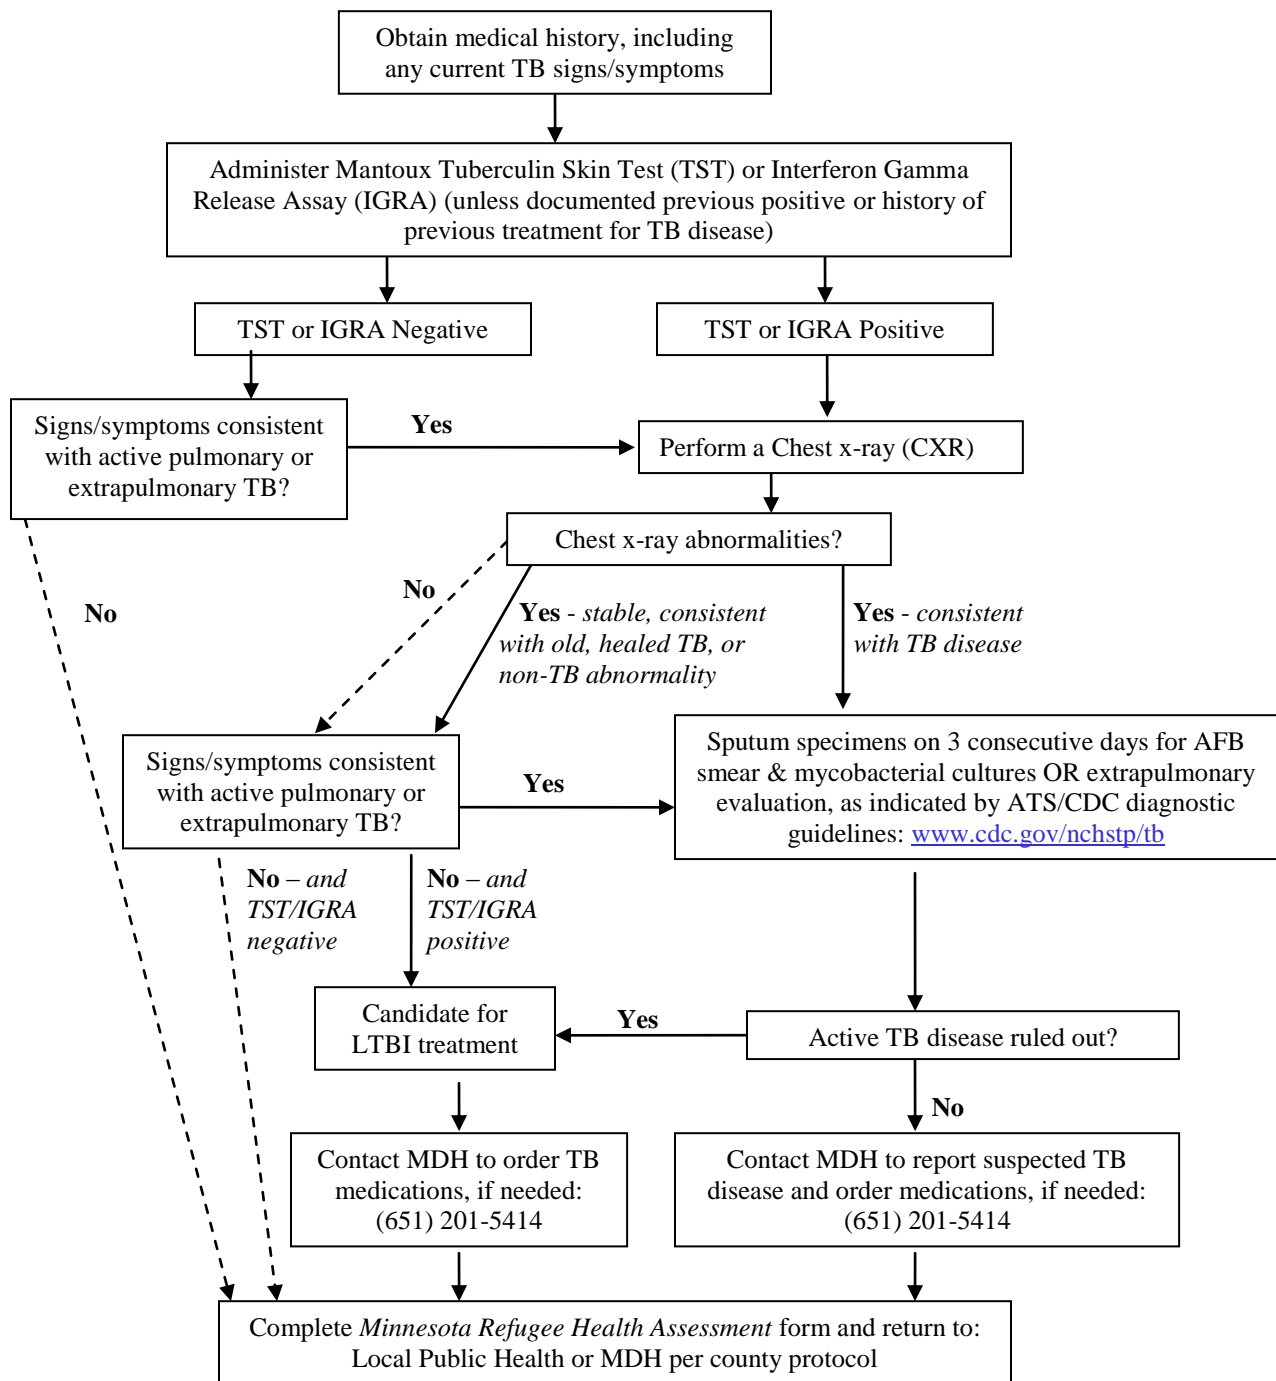 Obtain medical history, including
any current TB signs/symptoms
Administer Mantoux Tuberculin Skin Test (TST) or Interferon Gamma
Release Assay (IGRA) (unless documented previous positive or history of
previous treatment for TB disease)
TST or IGRA Negative
TST or IGRA Positive
Signs/symptoms consistent
with active pulmonary or
extrapulmonary TB?
Yes
Perform a Chest x-ray (CXR)
Chest x-ray abnormalities?
No
No
Yes - stable, consistent
with old, healed TB, or
non-TB abnormality
Yes - consistent
with TB disease
Signs/symptoms consistent
with active pulmonary or
extrapulmonary TB?
Yes
Sputum specimens on 3 consecutive days for AFB
smear & mycobacterial cultures OR extrapulmonary
evaluation, as indicated by ATS/CDC diagnostic
guidelines: www.cdc.gov/nchstp/tb
No – and
TST/IGRA
negative
No – and
TST/IGRA
positive
Candidate for
LTBI treatment
Yes
Active TB disease ruled out?
No
Contact MDH to order TB
medications, if needed:
(651) 201-5414
Contact MDH to report suspected TB
disease and order medications, if needed:
(651) 201-5414
Complete Minnesota Refugee Health Assessment form and return to:
Local Public Health or MDH per county protocol